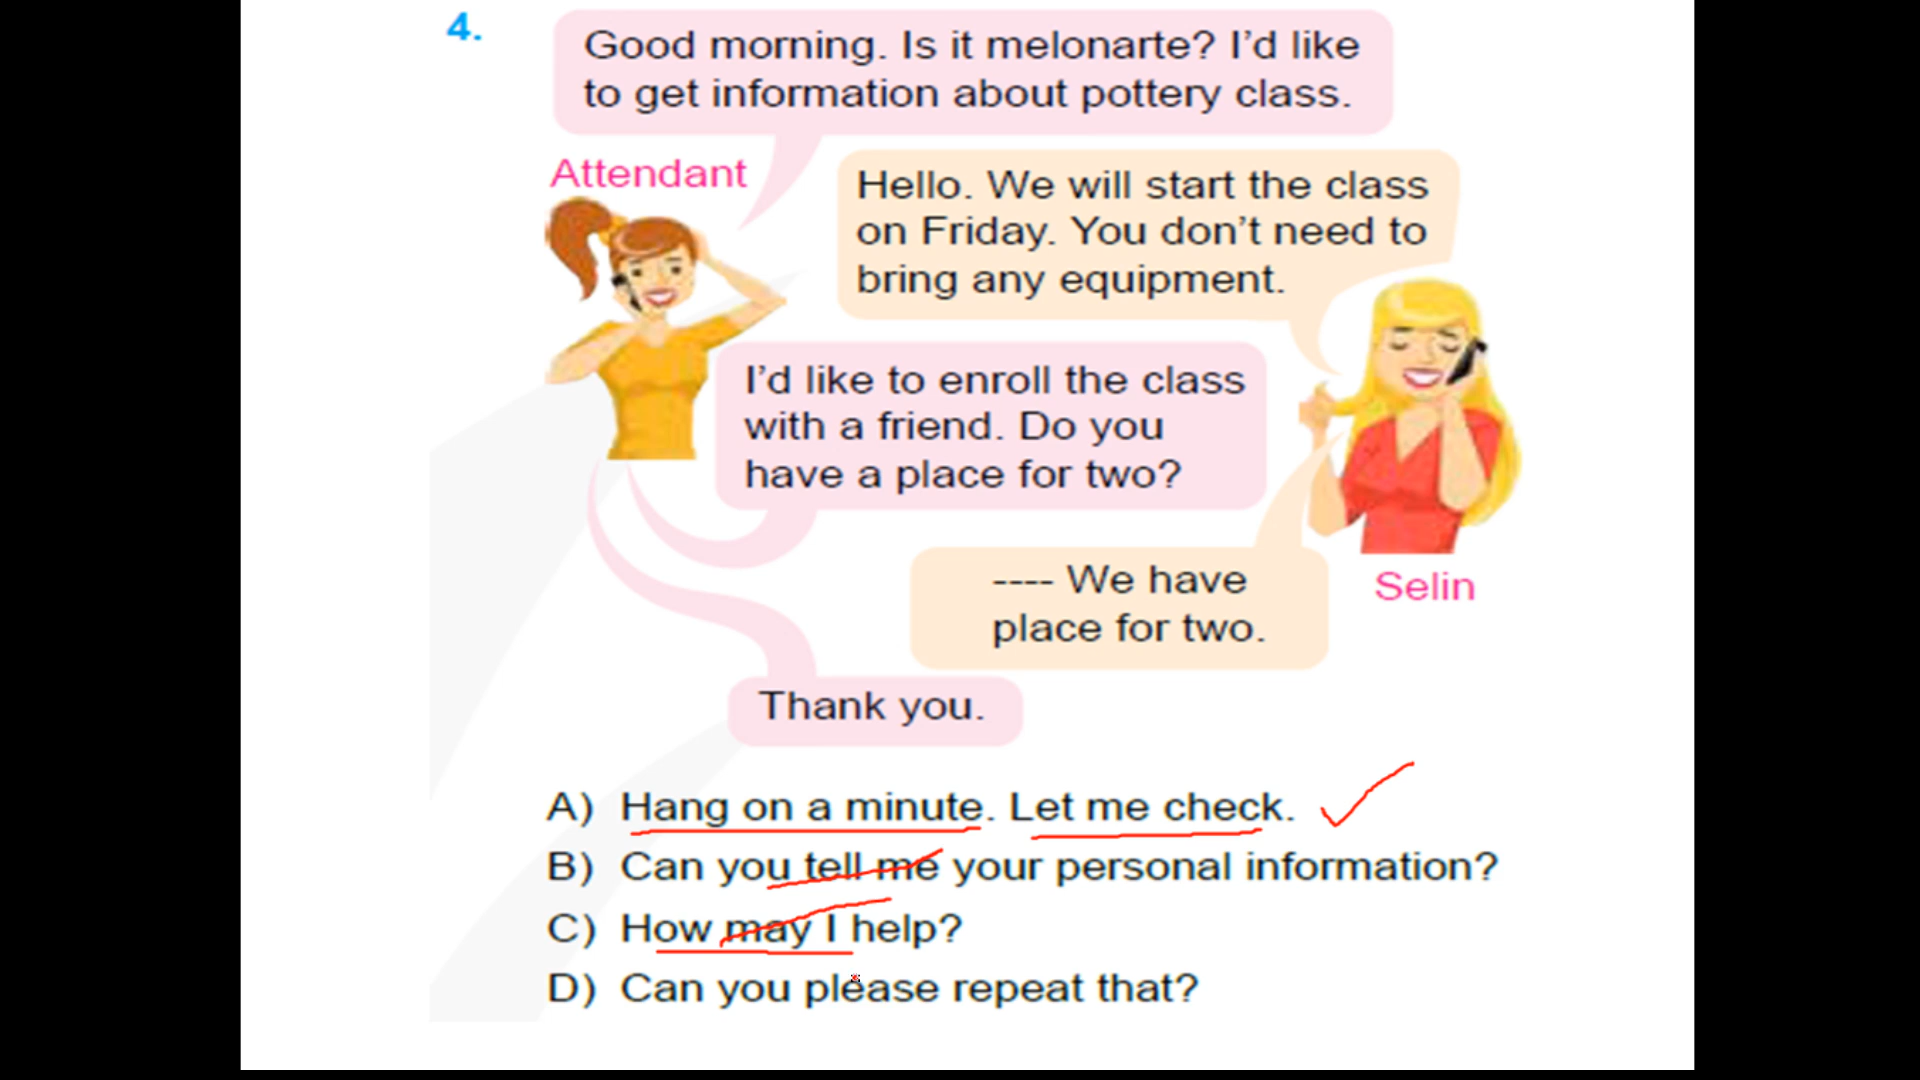 4.
Good morning. Is it melonarte? I'd like
to get information about pottery class.
Attendant
Hello. We will start the class
on Friday. You don't need to
bring any equipment.
I'd like to enroll the class
with a friend. Do you
have a place for two?
---- We have
place for two.
Selin
Thank you.
A) Hang on a minute. Let me check.
B) Can you tell me your personal information?
C) How may I help?
D) Can you please repeat that?